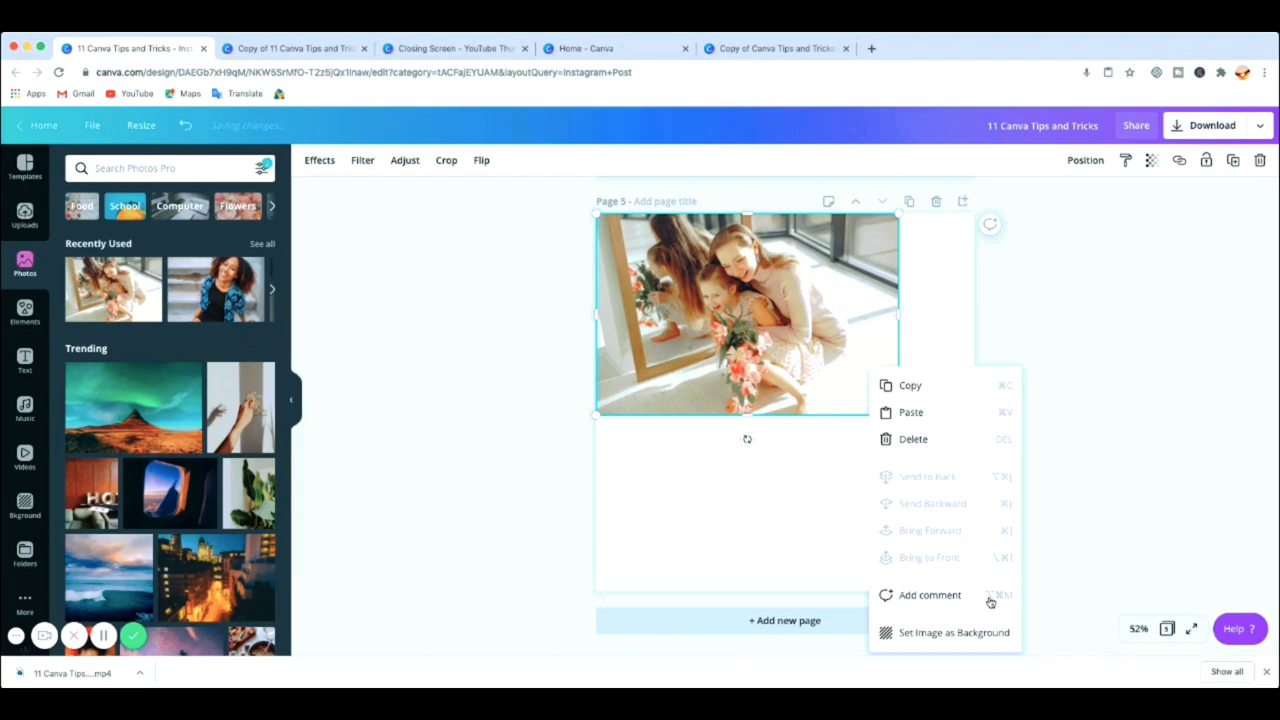 11 Canva Tips and Tricks - Inst
Copy of 11 Canva Tips and Tric
Closing Screen - YouTube Thu
Home - Canva
Copy of Canva Tips and Tricks
canva.com/design/DAEGb7xH9qM/NKW5SrMfO-T2z5jQx1lnaw/edit?category=tACFajEYUAM&layoutQuery=Instagram+Post
Apps
Gmail
YouTube
Maps
Translate
Home
File
Resize
Saving changes...
11 Canva Tips and Tricks
Share
Download
Templates
Uploads
Photos
Elements
Text
Music
Videos
Bkground
Folders
More
Search Photos Pro
Food
School
Computer
Flowers
Recently Used
See all
Trending
HO
Effects
Filter
Adjust
Crop
Flip
Position
Page 5 - Add page title
Copy ⌘C
Paste ⌘V
Delete DEL
Send to Back ⌥⌘[
Send Backward ⌘[
Bring Forward ⌘]
Bring to Front ⌥⌘]
Add comment ⌥⌘M
Set Image as Background
+ Add new page
52%
5
Help ?
11 Canva Tips....mp4
Show all